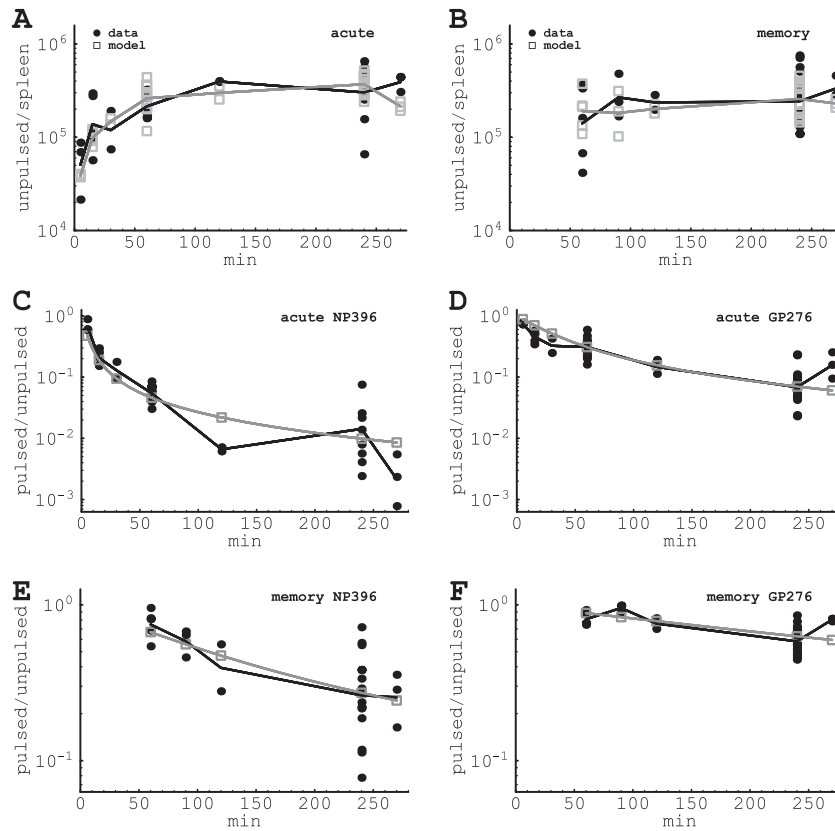 A
data
model
acute
10^6
10^5
10^4
unpulsed/spleen
0 50 100 150 200 250
min
B
data
model
memory
10^6
10^5
10^4
unpulsed/spleen
0 50 100 150 200 250
min
C
acute NP396
10^0
10^-1
10^-2
10^-3
pulsed/unpulsed
0 50 100 150 200 250
min
D
acute GP276
10^0
10^-1
10^-2
10^-3
pulsed/unpulsed
0 50 100 150 200 250
min
E
memory NP396
10^0
10^-1
pulsed/unpulsed
0 50 100 150 200 250
min
F
memory GP276
10^0
10^-1
pulsed/unpulsed
0 50 100 150 200 250
min